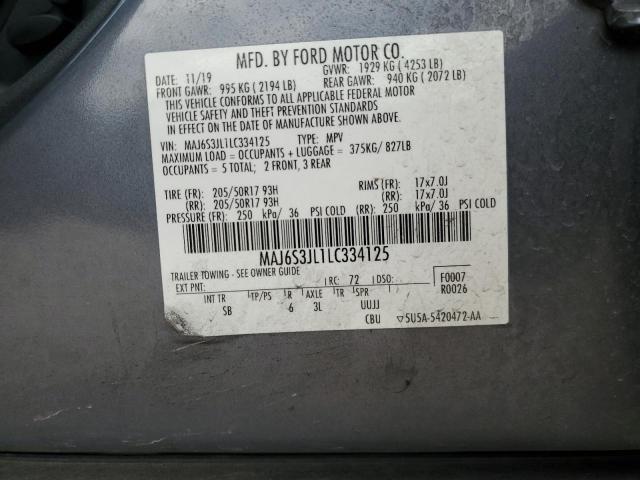 MFD. BY FORD MOTOR CO.
DATE: 11/19 GVWR: 1929 KG ( 4253 LB)
FRONT GAWR: 995 KG ( 2194 LB) REAR GAWR: 940 KG ( 2072 LB)
THIS VEHICLE CONFORMS TO ALL APPLICABLE FEDERAL MOTOR
VEHICLE SAFETY AND THEFT PREVENTION STANDARDS
IN EFFECT ON THE DATE OF MANUFACTURE SHOWN ABOVE.
VIN: MAJ6S3JL1LC334125 TYPE: MPV
MAXIMUM LOAD = OCCUPANTS + LUGGAGE = 375KG/ 827LB
OCCUPANTS = 5 TOTAL; 2 FRONT, 3 REAR
TIRE (FR): 205/50R17 93H RIMS (FR): 17x7.0J
(RR): 205/50R17 93H (RR): 17x7.0J
PRESSURE (FR): 250 kPa/ 36 PSI COLD (RR): 250 kPa/ 36 PSI COLD
MAJ6S3JL1LC334125
TRAILER TOWING - SEE OWNER GUIDE
EXT PNT: RC: 72 DSO: F0007
R0026
INT TR TP/PS R AXLE TR SPR
SB 6 3L UUJJ
CBU 5U5A-5420472-AA